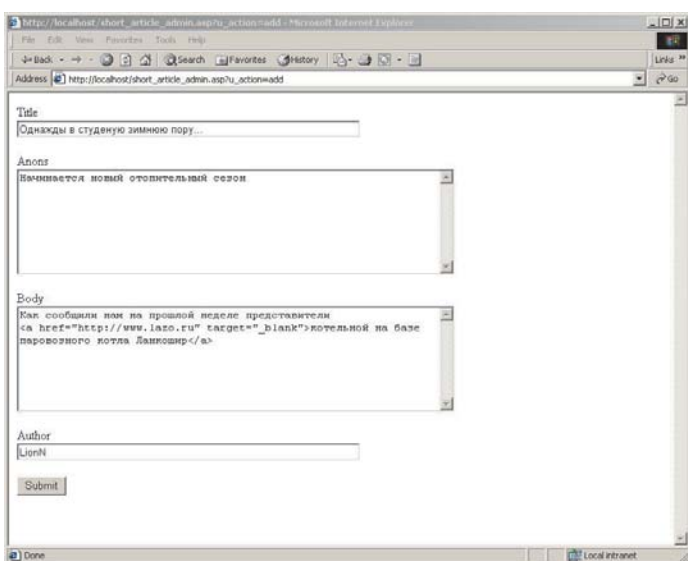 http://localhost/short_article_admin.asp?u_action=add - Microsoft Internet Explorer
File Edit View Favorites Tools Help
Back Search Favorites History Links »
Address http://localhost/short_article_admin.asp?u_action=add Go
Title
Однажды в студеную зимнюю пору...
Anons
Начинается новый отопительный сезон
Body
Как сообщили нам на прошлой неделе представители
<a href="http://www.lazo.ru" target="_blank">котельной на базе
паровозного котла Ланкошир</a>
Author
LionN
Submit
Done Local intranet